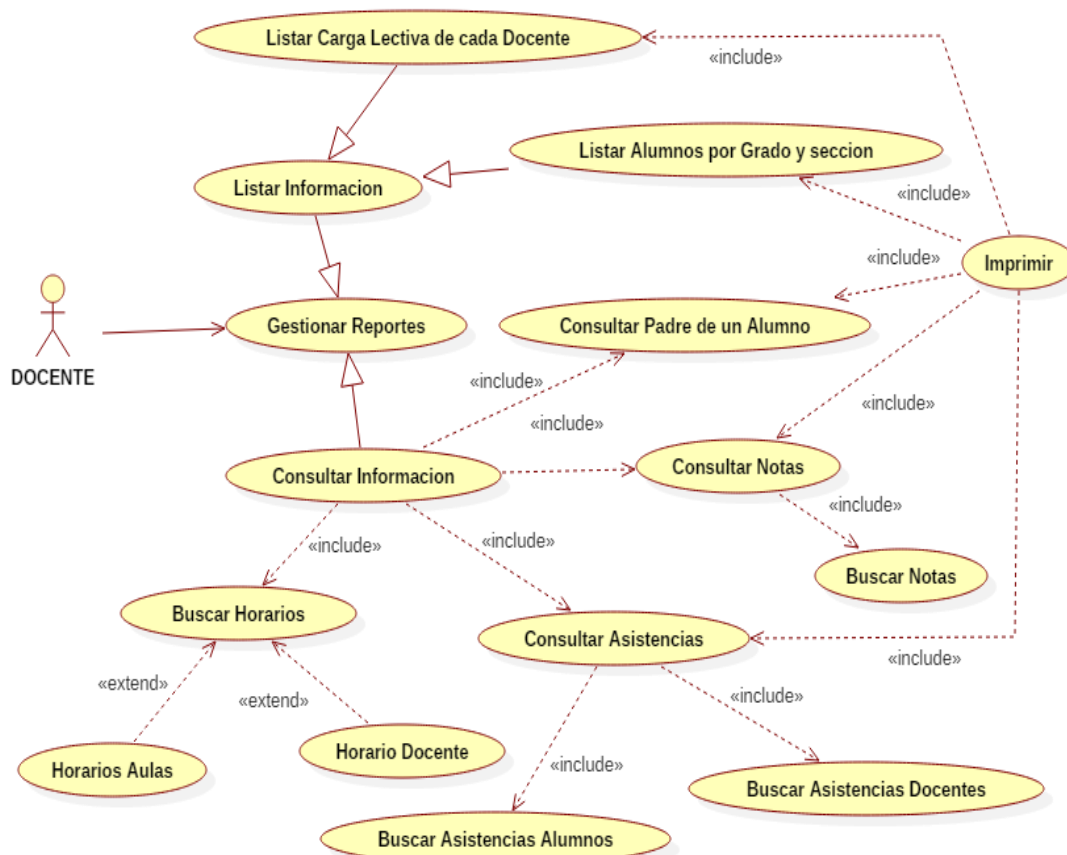 Listar Carga Lectiva de cada Docente
«include»
Listar Alumnos por Grado y seccion
Listar Informacion
«include»
«include»
Imprimir
Gestionar Reportes
Consultar Padre de un Alumno
DOCENTE
«include»
«include»
«include»
Consultar Informacion
Consultar Notas
«include»
«include»
«include»
Buscar Notas
Buscar Horarios
Consultar Asistencias
«include»
«extend»
«extend»
«include»
Horario Docente
«include»
Horarios Aulas
Buscar Asistencias Docentes
Buscar Asistencias Alumnos